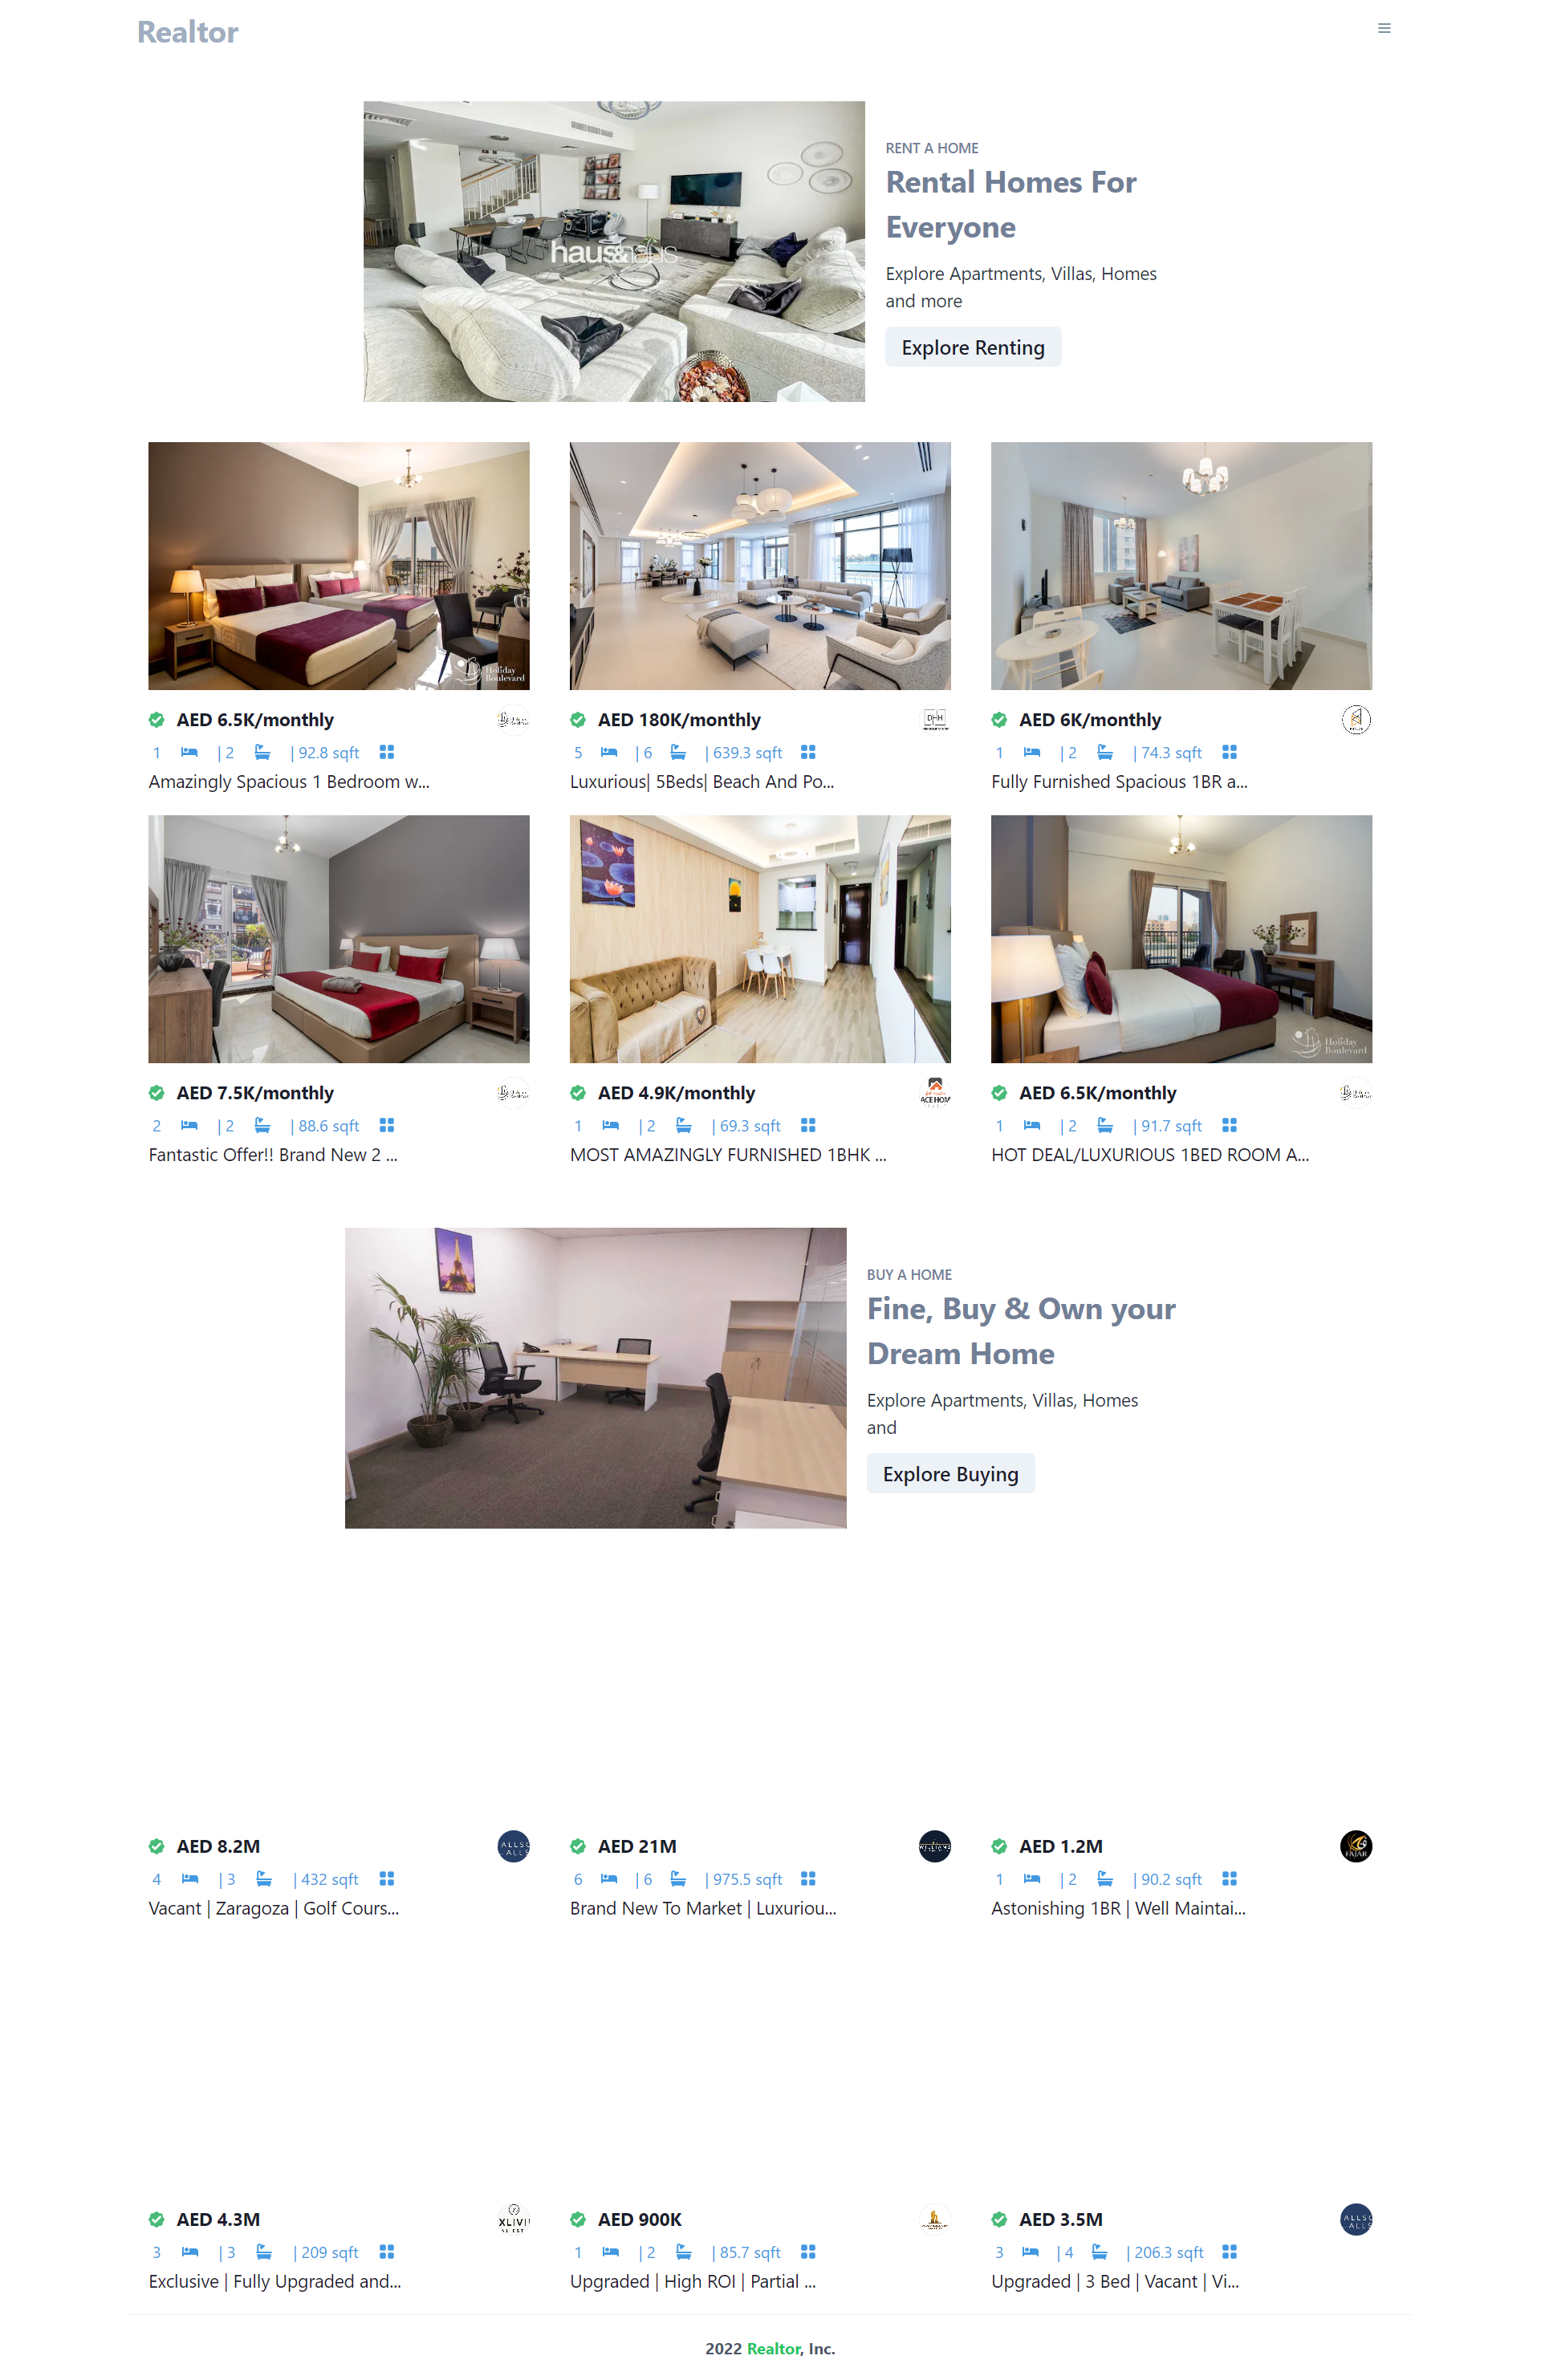 Realtor
haus&haus
RENT A HOME
Rental Homes For
Everyone
Explore Apartments, Villas, Homes
and more
Explore Renting
Holiday
Boulevard
AED 6.5K/monthly
1 | 2 | 92.8 sqft
Amazingly Spacious 1 Bedroom w...
AED 180K/monthly
5 | 6 | 639.3 sqft
Luxurious| 5Beds| Beach And Po...
AED 6K/monthly
1 | 2 | 74.3 sqft
Fully Furnished Spacious 1BR a...
AED 7.5K/monthly
2 | 2 | 88.6 sqft
Fantastic Offer!! Brand New 2 ...
AED 4.9K/monthly
ACE HOM
1 | 2 | 69.3 sqft
MOST AMAZINGLY FURNISHED 1BHK ...
Holiday
Boulevard
AED 6.5K/monthly
1 | 2 | 91.7 sqft
HOT DEAL/LUXURIOUS 1BED ROOM A...
BUY A HOME
Fine, Buy & Own your
Dream Home
Explore Apartments, Villas, Homes
and
Explore Buying
AED 8.2M
ALLSO
ALLS
4 | 3 | 432 sqft
Vacant | Zaragoza | Golf Cours...
AED 21M
6 | 6 | 975.5 sqft
Brand New To Market | Luxuriou...
AED 1.2M
FAJAR
1 | 2 | 90.2 sqft
Astonishing 1BR | Well Maintai...
AED 4.3M
XLIVI
3 | 3 | 209 sqft
Exclusive | Fully Upgraded and...
AED 900K
1 | 2 | 85.7 sqft
Upgraded | High ROI | Partial ...
AED 3.5M
ALLSO
ALLS
3 | 4 | 206.3 sqft
Upgraded | 3 Bed | Vacant | Vi...
2022 Realtor, Inc.